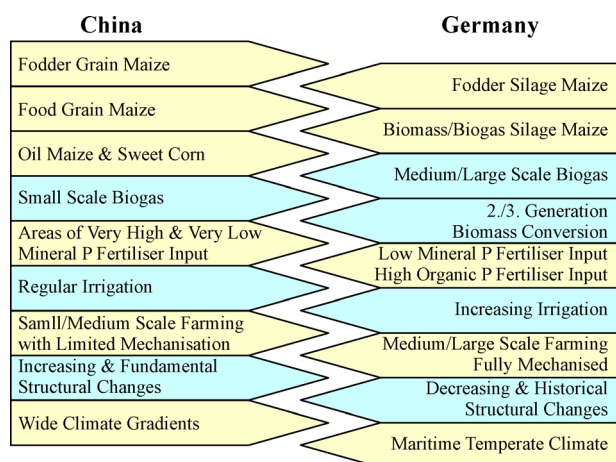 China
Fodder Grain Maize
Food Grain Maize
Oil Maize & Sweet Corn
Small Scale Biogas
Areas of Very High & Very Low
Mineral P Fertiliser Input
Regular Irrigation
Samll/Medium Scale Farming
with Limited Mechanisation
Increasing & Fundamental
Structural Changes
Wide Climate Gradients
Germany
Fodder Silage Maize
Biomass/Biogas Silage Maize
Medium/Large Scale Biogas
2./3. Generation
Biomass Conversion
Low Mineral P Fertiliser Input
High Organic P Fertiliser Input
Increasing Irrigation
Medium/Large Scale Farming
Fully Mechanised
Decreasing & Historical
Structural Changes
Maritime Temperate Climate